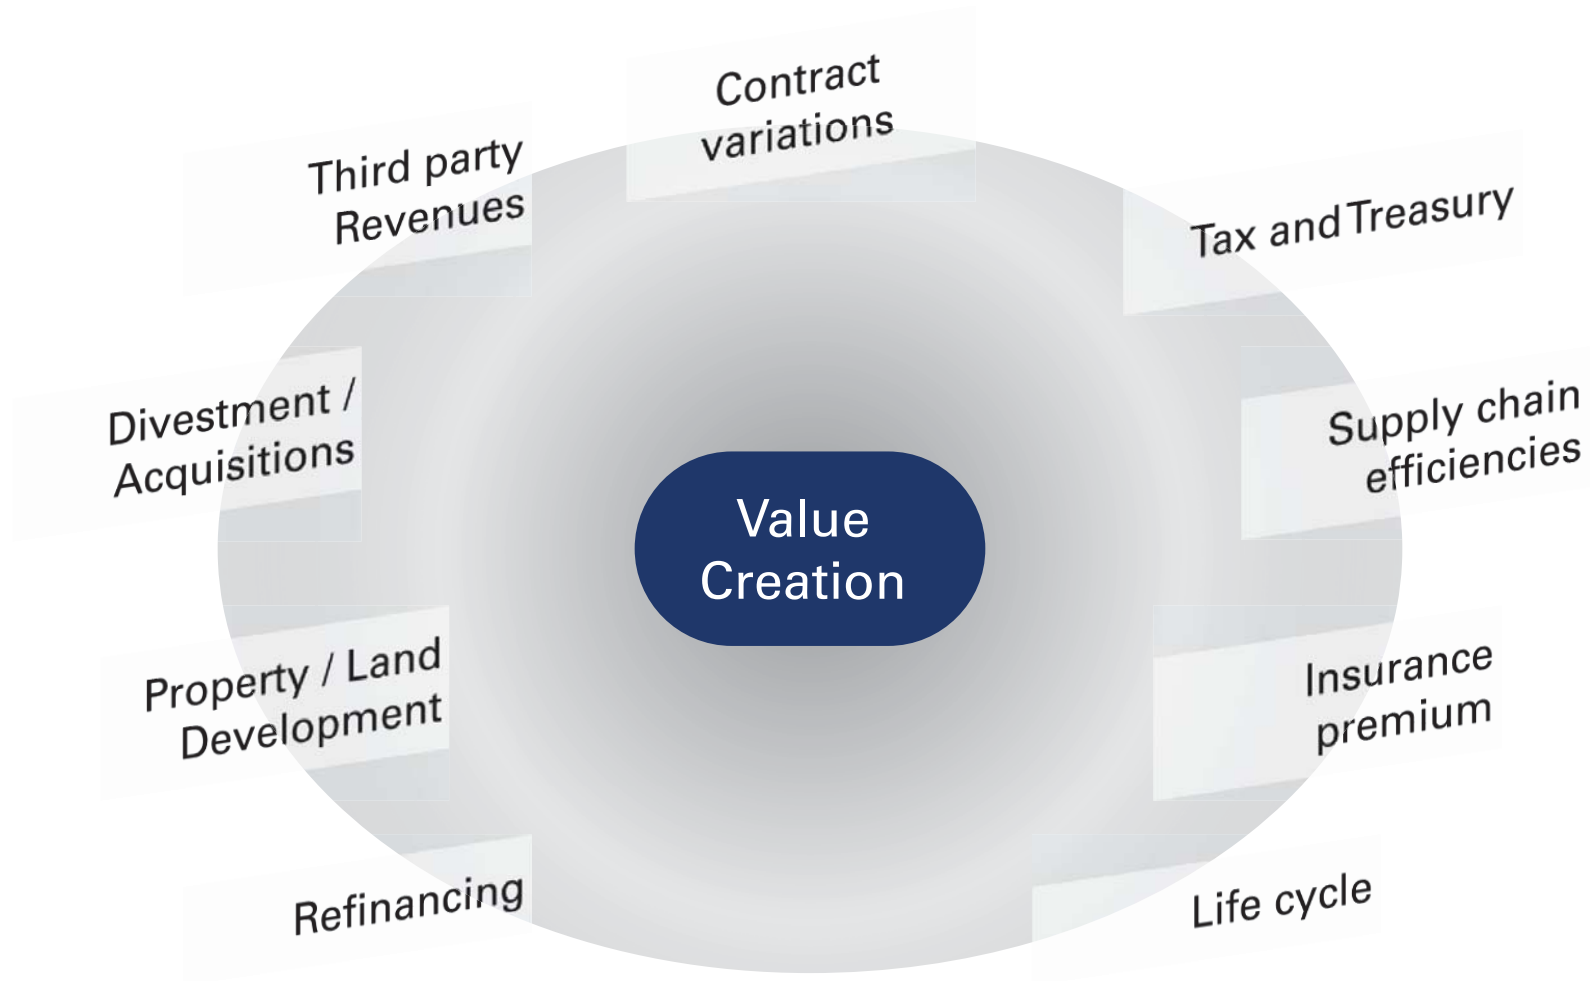 Contract
variations
Third party
Revenues
Tax and Treasury
Divestment /
Acquisitions
Supply chain
efficiencies
Value
Creation
Property / Land
Development
Insurance
premium
Refinancing
Life cycle